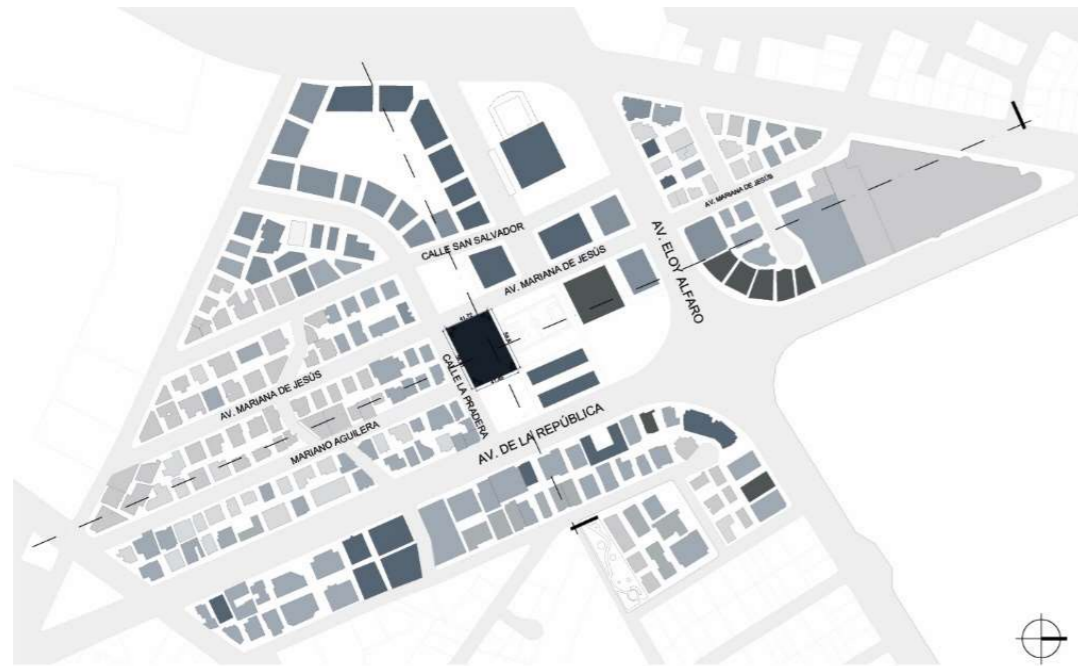 AV. MARIANA DE JESÚS
CALLE SAN SALVADOR
AV. ELOY ALFARO
AV. MARIANA DE JESÚS
CALLE LA PRADERA
AV. MARIANA DE JESÚS
MARIANO AGUILERA
AV. DE LA REPÚBLICA